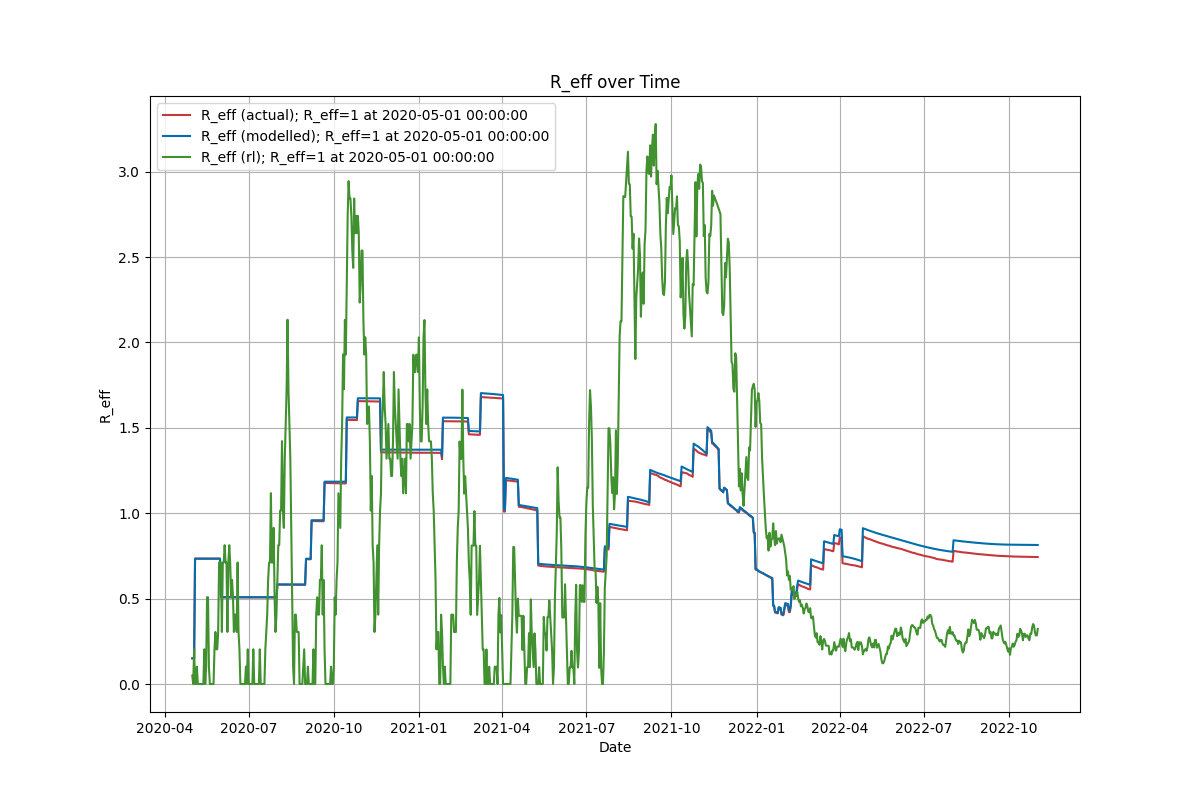 R_eff over Time
R_eff (actual); R_eff=1 at 2020-05-01 00:00:00
R_eff (modelled); R_eff=1 at 2020-05-01 00:00:00
R_eff (rl); R_eff=1 at 2020-05-01 00:00:00
R_eff
3.0
2.5
2.0
1.5
1.0
0.5
0.0
2020-04 2020-07 2020-10 2021-01 2021-04 2021-07 2021-10 2022-01 2022-04 2022-07 2022-10
Date